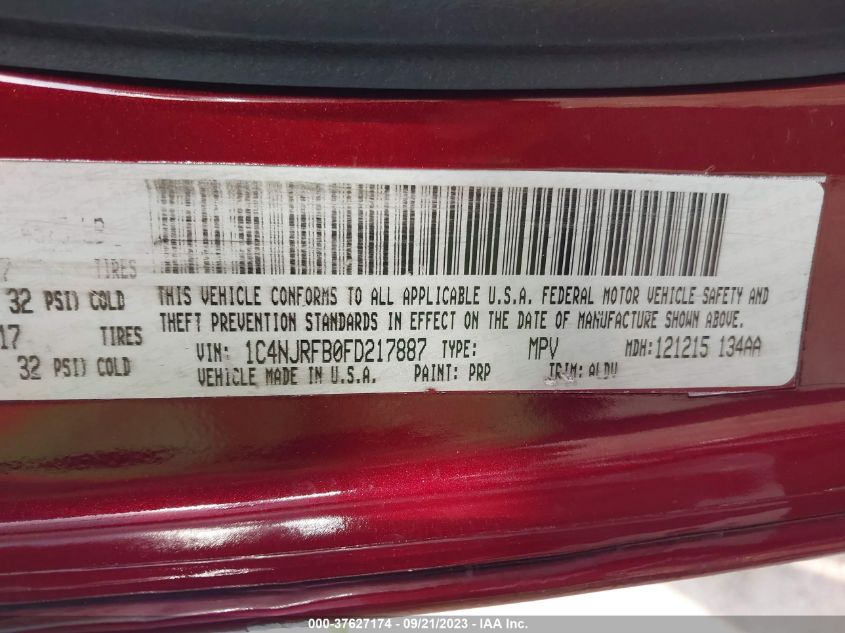 TIRES
32 PSI) COLD
17 TIRES
32 PSI) COLD
THIS VEHICLE CONFORMS TO ALL APPLICABLE U.S.A. FEDERAL MOTOR VEHICLE SAFETY AND
THEFT PREVENTION STANDARDS IN EFFECT ON THE DATE OF MANUFACTURE SHOWN ABOVE.
VIN: 1C4NJRFB0FD217887 TYPE: MPV MDH: 121215 134AA
VEHICLE MADE IN U.S.A. PAINT: PRP TRIM: ALDV
000-37627174 - 09/21/2023 - IAA Inc.